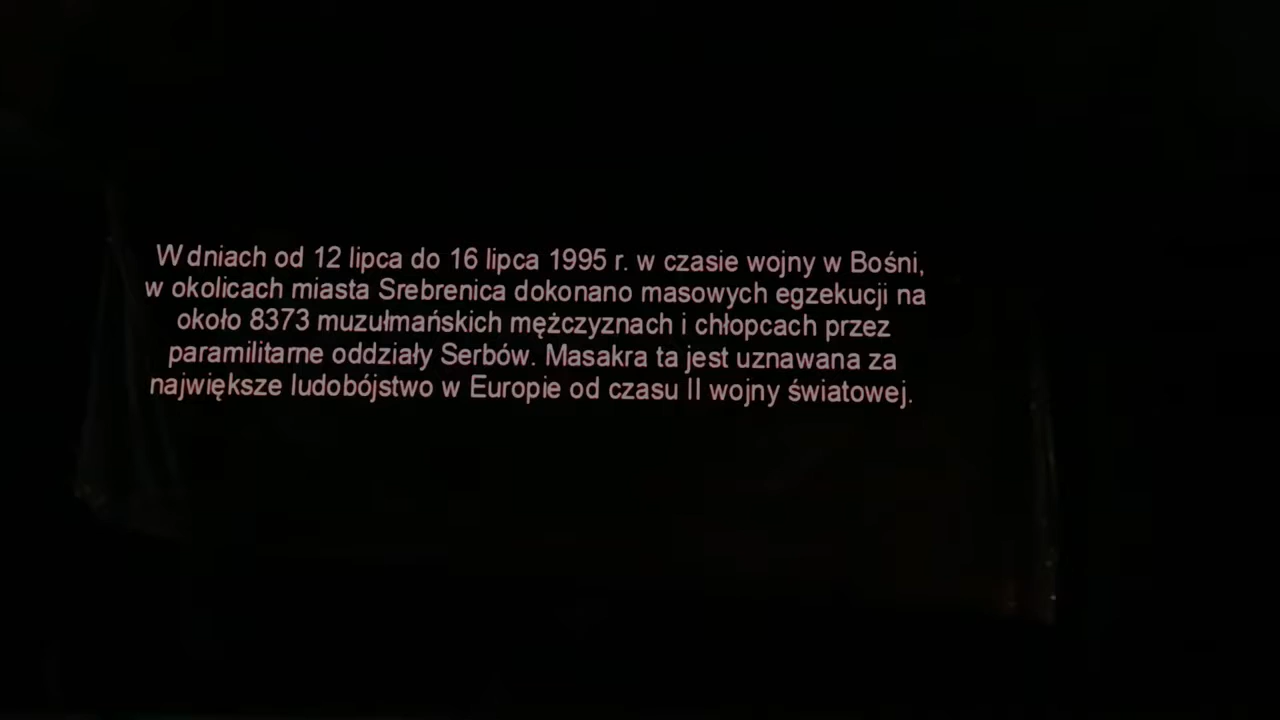 W dniach od 12 lipca do 16 lipca 1995 r. w czasie wojny w Bośni,
w okolicach miasta Srebrenica dokonano masowych egzekucji na
około 8373 muzułmańskich mężczyznach i chłopcach przez
paramilitarne oddziały Serbów. Masakra ta jest uznawana za
największe ludobójstwo w Europie od czasu II wojny światowej.